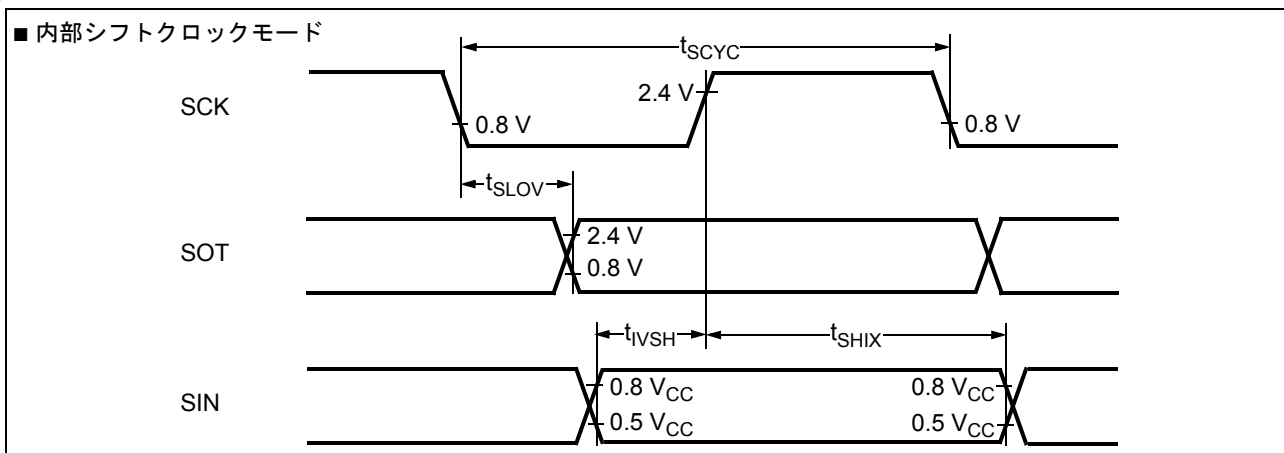 ■ 内部シフトクロックモード
tSCYC
SCK
2.4 V
0.8 V
0.8 V
tSLOV
SOT
2.4 V
0.8 V
tIVSH
tSHIX
SIN
0.8 VCC
0.8 VCC
0.5 VCC
0.5 VCC